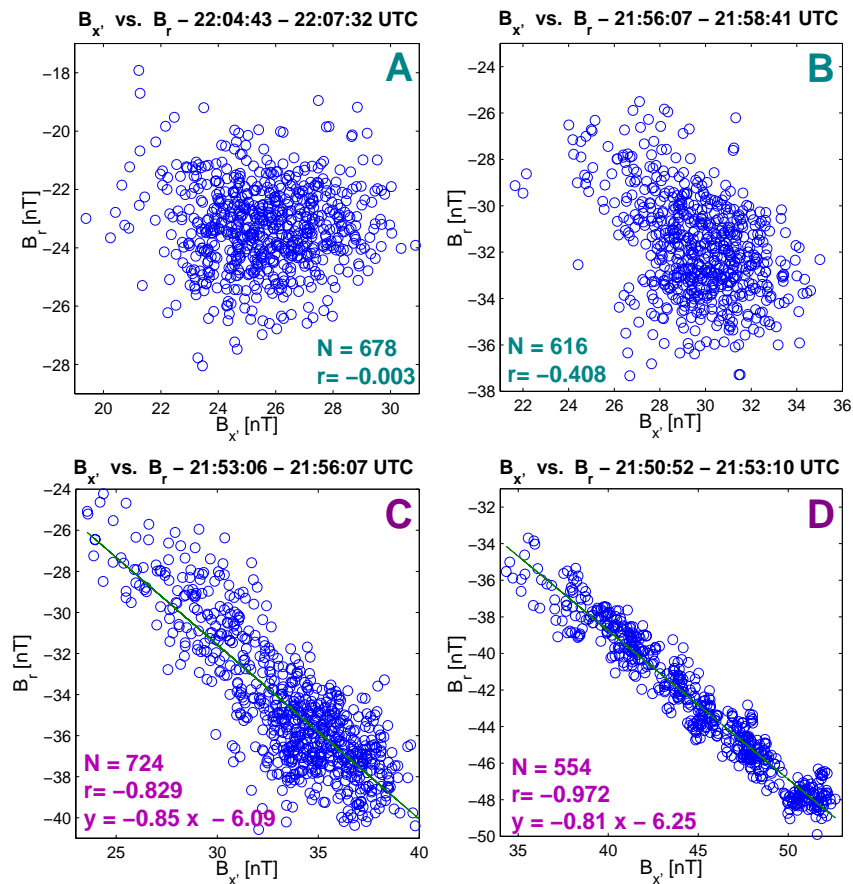 Bx' vs. Br − 22:04:43 − 22:07:32 UTC
A
−18
−20
−22
−24
−26
−28
Br [nT]
N = 678
r= −0.003
20 22 24 26 28 30
Bx' [nT]
Bx' vs. Br − 21:56:07 − 21:58:41 UTC
B
−24
−26
−28
−30
−32
−34
−36
−38
Br [nT]
N = 616
r= −0.408
22 24 26 28 30 32 34 36
Bx' [nT]
Bx' vs. Br − 21:53:06 − 21:56:07 UTC
C
−24
−26
−28
−30
−32
−34
−36
−38
−40
Br [nT]
N = 724
r= −0.829
y = −0.85 x − 6.09
25 30 35 40
Bx' [nT]
Bx' vs. Br − 21:50:52 − 21:53:10 UTC
D
−32
−34
−36
−38
−40
−42
−44
−46
−48
−50
Br [nT]
N = 554
r= −0.972
y = −0.81 x − 6.25
35 40 45 50
Bx' [nT]